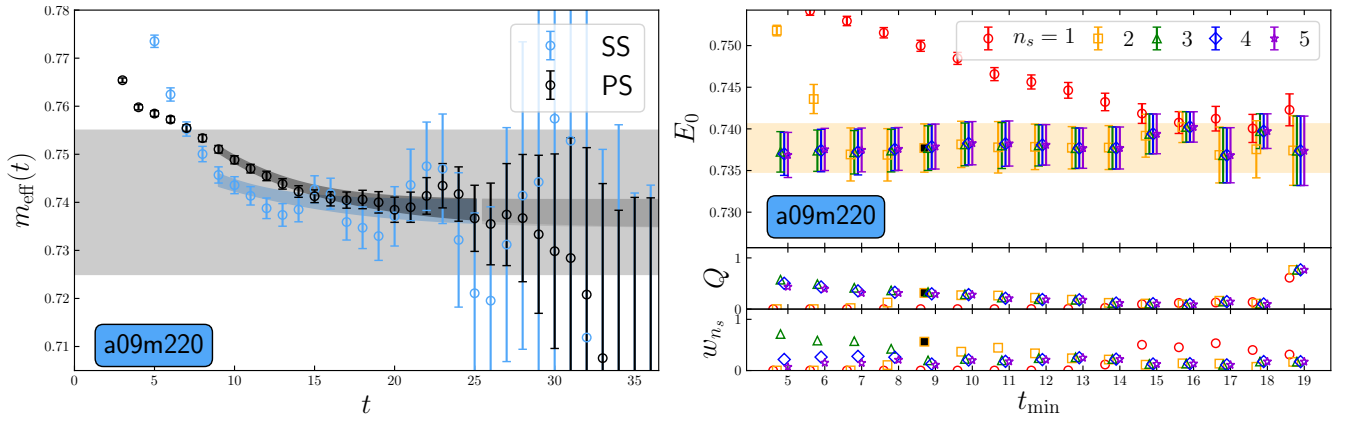 0.78
0.77
0.76
0.75
0.74
0.73
0.72
0.71
m_eff(t)
SS
PS
a09m220
0 5 10 15 20 25 30 35
t
0.750
0.745
0.740
0.735
0.730
E_0
n_s = 1 2 3 4 5
a09m220
1
0
Q
1
0
w_{n_s}
5 6 7 8 9 10 11 12 13 14 15 16 17 18 19
t_min